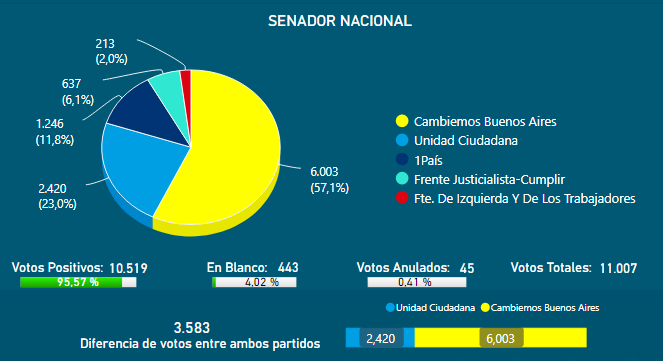 SENADOR NACIONAL
213
(2,0%)
637
(6,1%)
1.246
(11,8%)
2.420
(23,0%)
6.003
(57,1%)
Cambiemos Buenos Aires
Unidad Ciudadana
1País
Frente Justicialista-Cumplir
Fte. De Izquierda Y De Los Trabajadores
Votos Positivos: 10.519
95,57 %
En Blanco: 443
4,02 %
Votos Anulados: 45
0,41 %
Votos Totales: 11.007
3.583
Diferencia de votos entre ambos partidos
Unidad Ciudadana Cambiemos Buenos Aires
2,420 6,003